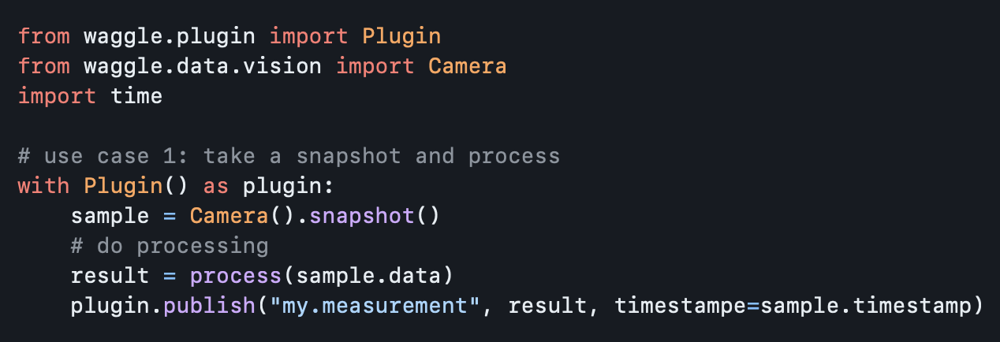 from waggle.plugin import Plugin
from waggle.data.vision import Camera
import time
# use case 1: take a snapshot and process
with Plugin() as plugin:
    sample = Camera().snapshot()
    # do processing
    result = process(sample.data)
    plugin.publish("my.measurement", result, timestampe=sample.timestamp)